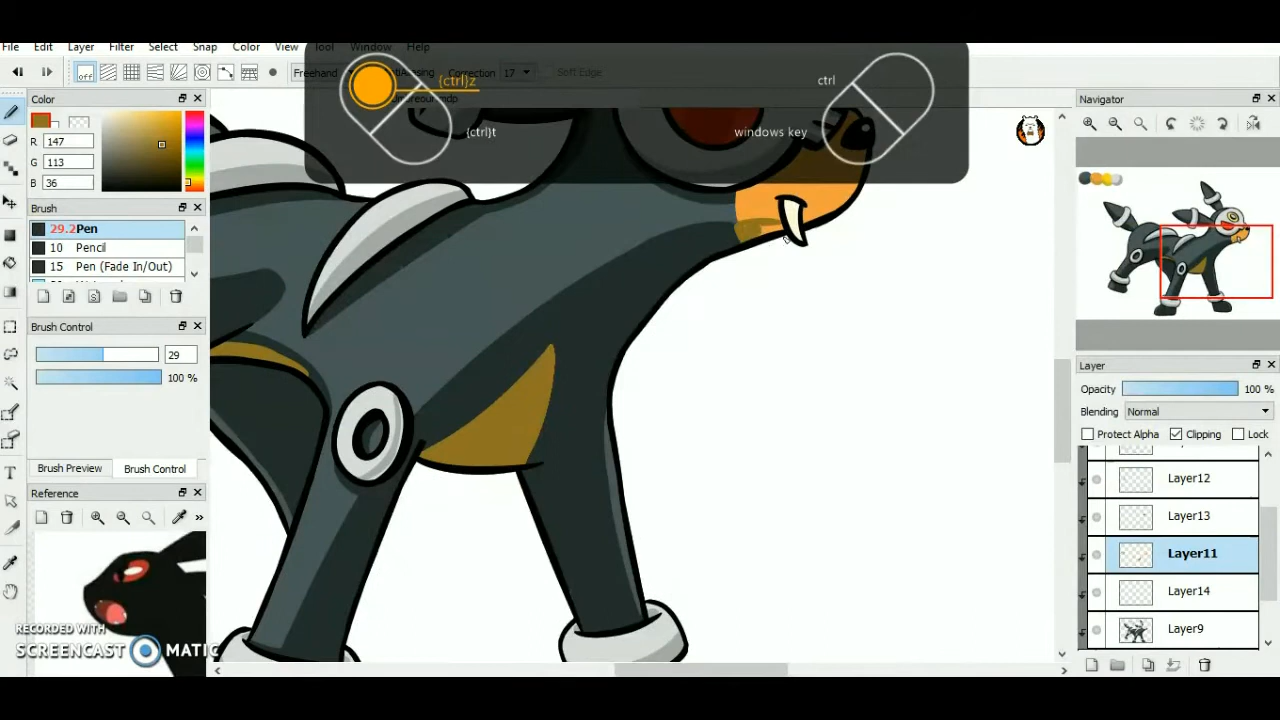 File Edit Layer Filter Select Snap Color View Tool Window Help
off Freehand Correction 17 Soft Edge
{ctrl}z
{ctrl}t
ctrl
windows key
Color
R 147
G 113
B 36
Brush
29.2 Pen
10 Pencil
15 Pen (Fade In/Out)
Brush Control
29
100 %
Brush Preview Brush Control
Reference
»
RECORDED WITH
SCREENCAST MATIC
Navigator
Layer
Opacity 100 %
Blending Normal
Protect Alpha Clipping Lock
Layer12
Layer13
Layer11
Layer14
Layer9